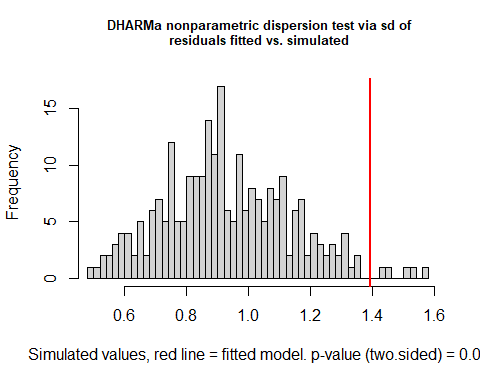 DHARMa nonparametric dispersion test via sd of
residuals fitted vs. simulated
Frequency
15
10
5
0
0.6 0.8 1.0 1.2 1.4 1.6
Simulated values, red line = fitted model. p-value (two.sided) = 0.0